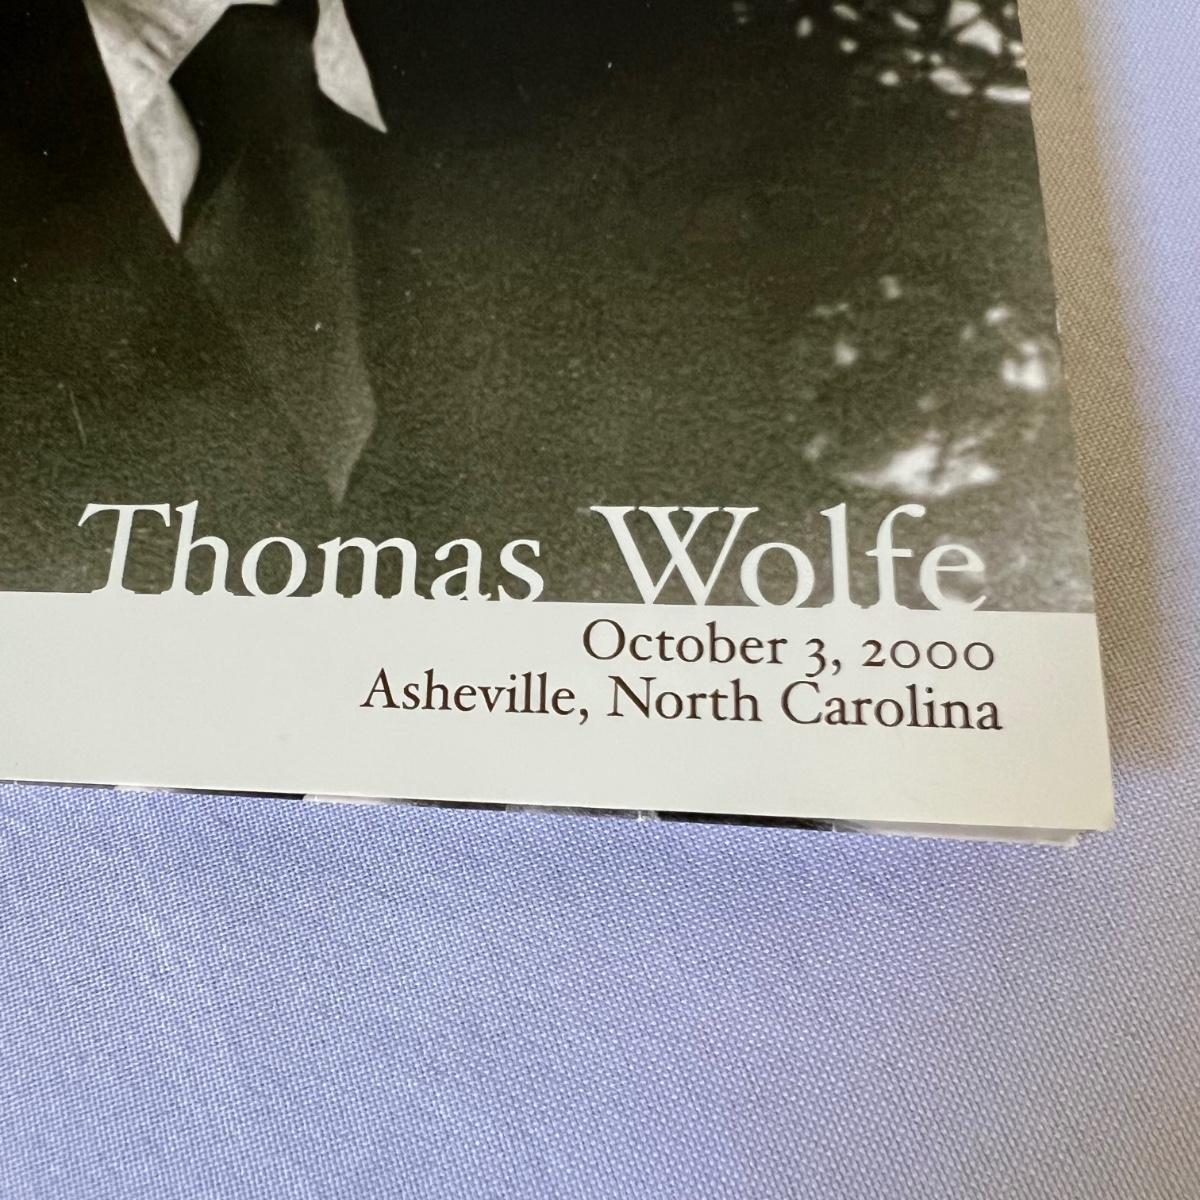 Thomas Wolfe
October 3, 2000
Asheville, North Carolina